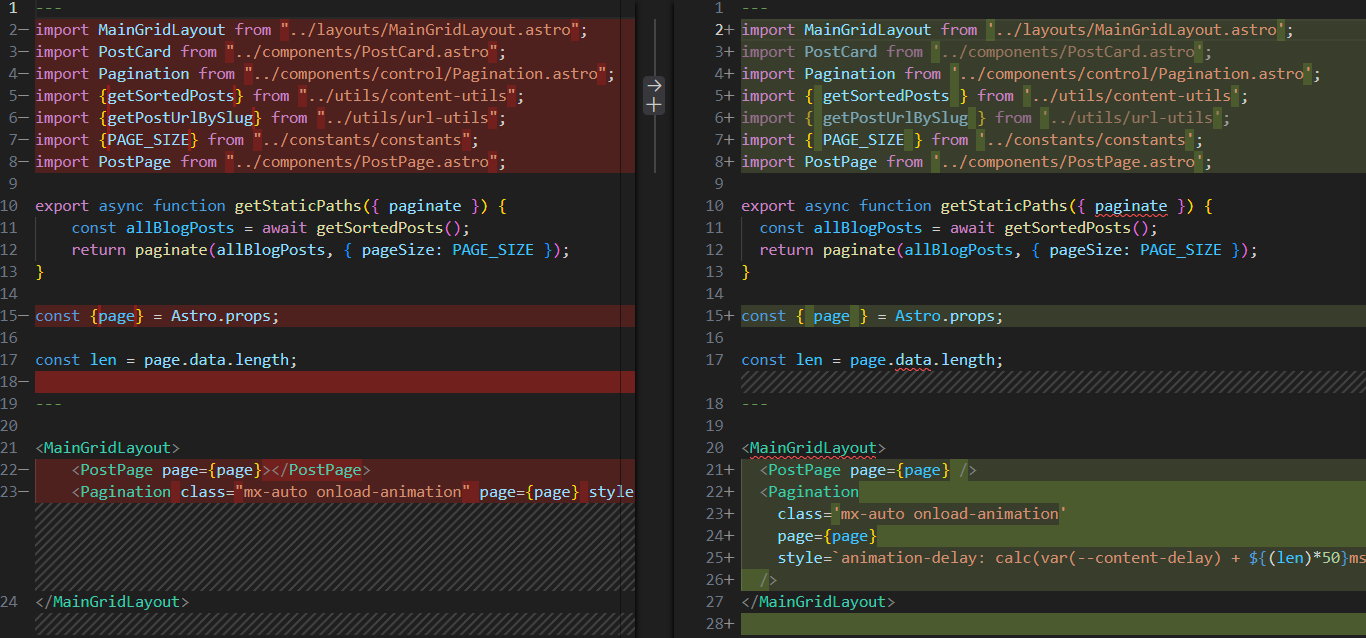 1 ---
2− import MainGridLayout from "../layouts/MainGridLayout.astro";
3− import PostCard from "../components/PostCard.astro";
4− import Pagination from "../components/control/Pagination.astro";
5− import {getSortedPosts} from "../utils/content-utils";
6− import {getPostUrlBySlug} from "../utils/url-utils";
7− import {PAGE_SIZE} from "../constants/constants";
8− import PostPage from "../components/PostPage.astro";
9
10 export async function getStaticPaths({ paginate }) {
11     const allBlogPosts = await getSortedPosts();
12     return paginate(allBlogPosts, { pageSize: PAGE_SIZE });
13 }
14
15− const {page} = Astro.props;
16
17 const len = page.data.length;
18−
19 ---
20
21 <MainGridLayout>
22−     <PostPage page={page}></PostPage>
23−     <Pagination class="mx-auto onload-animation" page={page} style
24 </MainGridLayout>
1 ---
2+ import MainGridLayout from '../layouts/MainGridLayout.astro';
3+ import PostCard from '../components/PostCard.astro';
4+ import Pagination from '../components/control/Pagination.astro';
5+ import { getSortedPosts } from '../utils/content-utils';
6+ import { getPostUrlBySlug } from '../utils/url-utils';
7+ import { PAGE_SIZE } from '../constants/constants';
8+ import PostPage from '../components/PostPage.astro';
9
10 export async function getStaticPaths({ paginate }) {
11   const allBlogPosts = await getSortedPosts();
12   return paginate(allBlogPosts, { pageSize: PAGE_SIZE });
13 }
14
15+ const { page } = Astro.props;
16
17 const len = page.data.length;
18 ---
19
20 <MainGridLayout>
21+   <PostPage page={page} />
22+   <Pagination
23+     class='mx-auto onload-animation'
24+     page={page}
25+     style=`animation-delay: calc(var(--content-delay) + ${(len)*50}ms
26+   />
27 </MainGridLayout>
28+